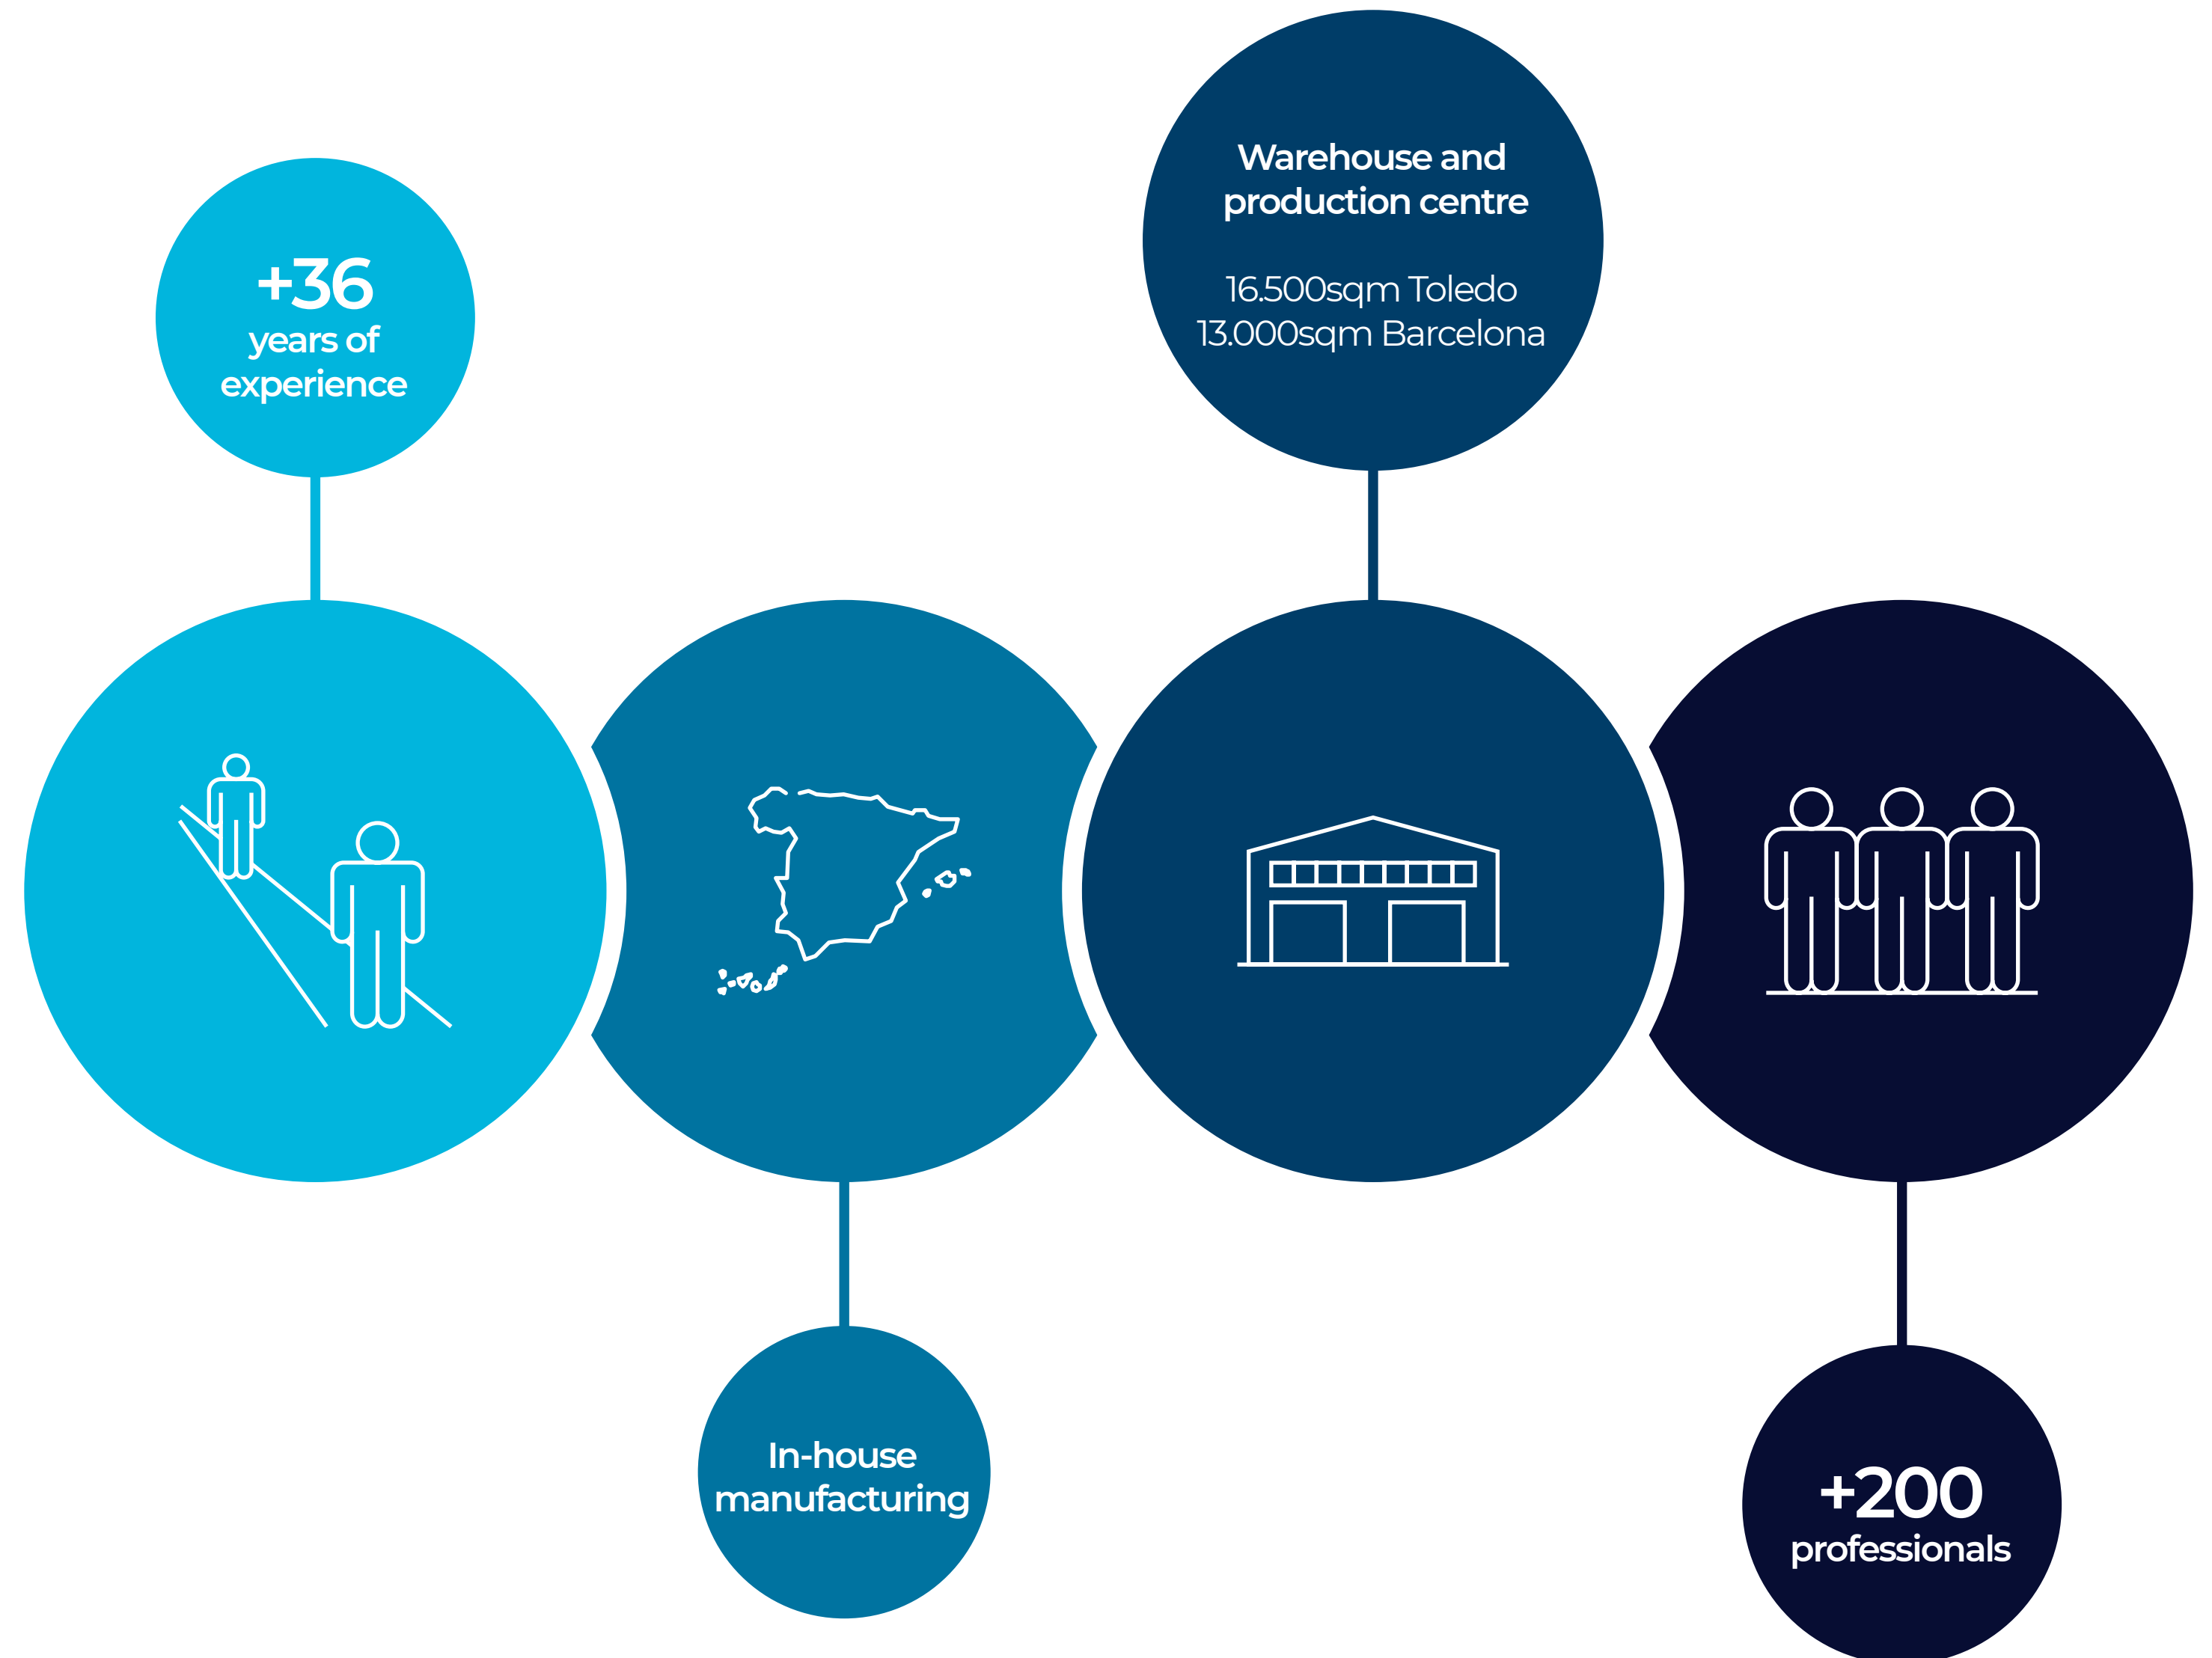 +36
years of
experience
Warehouse and
production centre
16.500sqm Toledo
13.000sqm Barcelona
In-house
manufacturing
+200
professionals